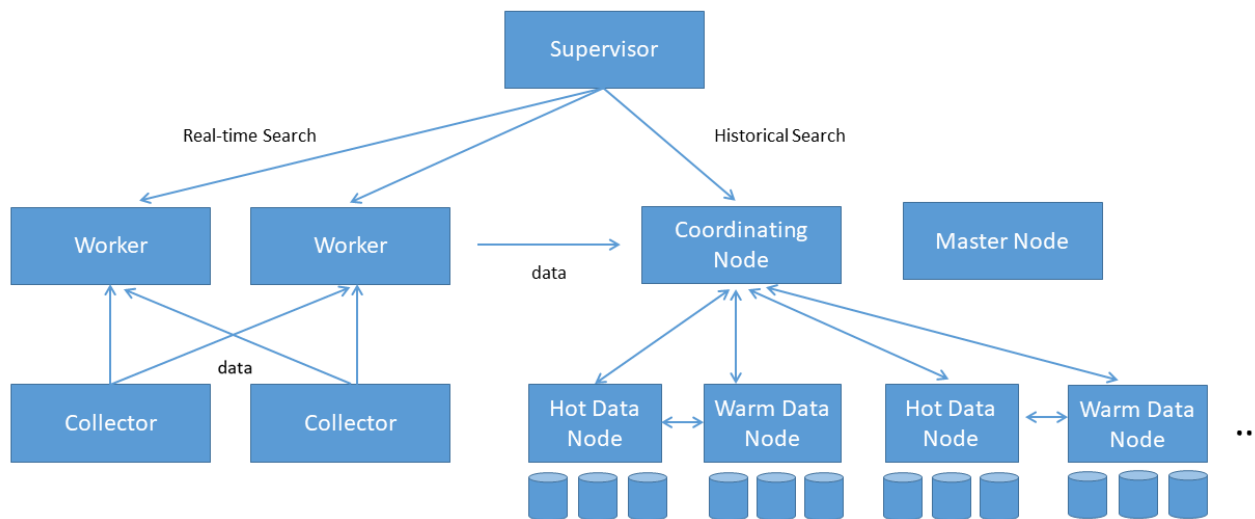 Supervisor
Real-time Search
Historical Search
Worker
Worker
Coordinating
Node
Master Node
data
data
Collector
Collector
Hot Data
Node
Warm Data
Node
Hot Data
Node
Warm Data
Node
..